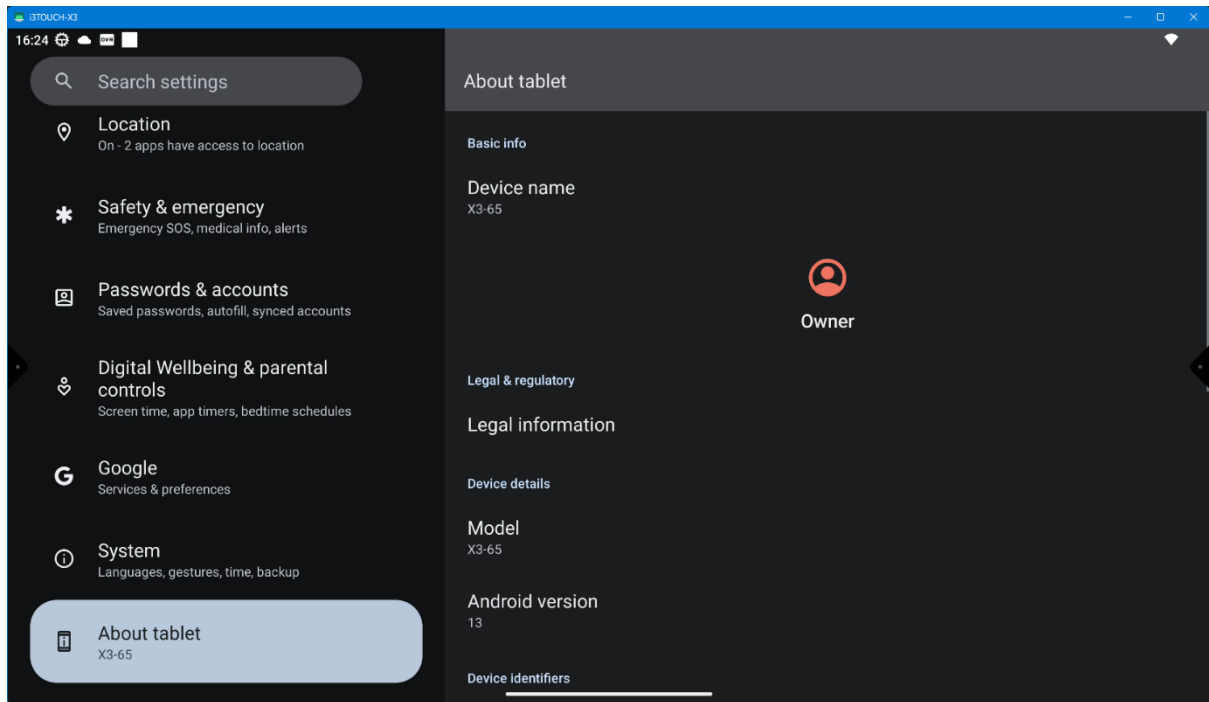 i3TOUCH-X3
16:24
DVR
Search settings
Location
On - 2 apps have access to location
Safety & emergency
Emergency SOS, medical info, alerts
Passwords & accounts
Saved passwords, autofill, synced accounts
Digital Wellbeing & parental
controls
Screen time, app timers, bedtime schedules
G
Google
Services & preferences
System
Languages, gestures, time, backup
About tablet
X3-65
About tablet
Basic info
Device name
X3-65
Owner
Legal & regulatory
Legal information
Device details
Model
X3-65
Android version
13
Device identifiers